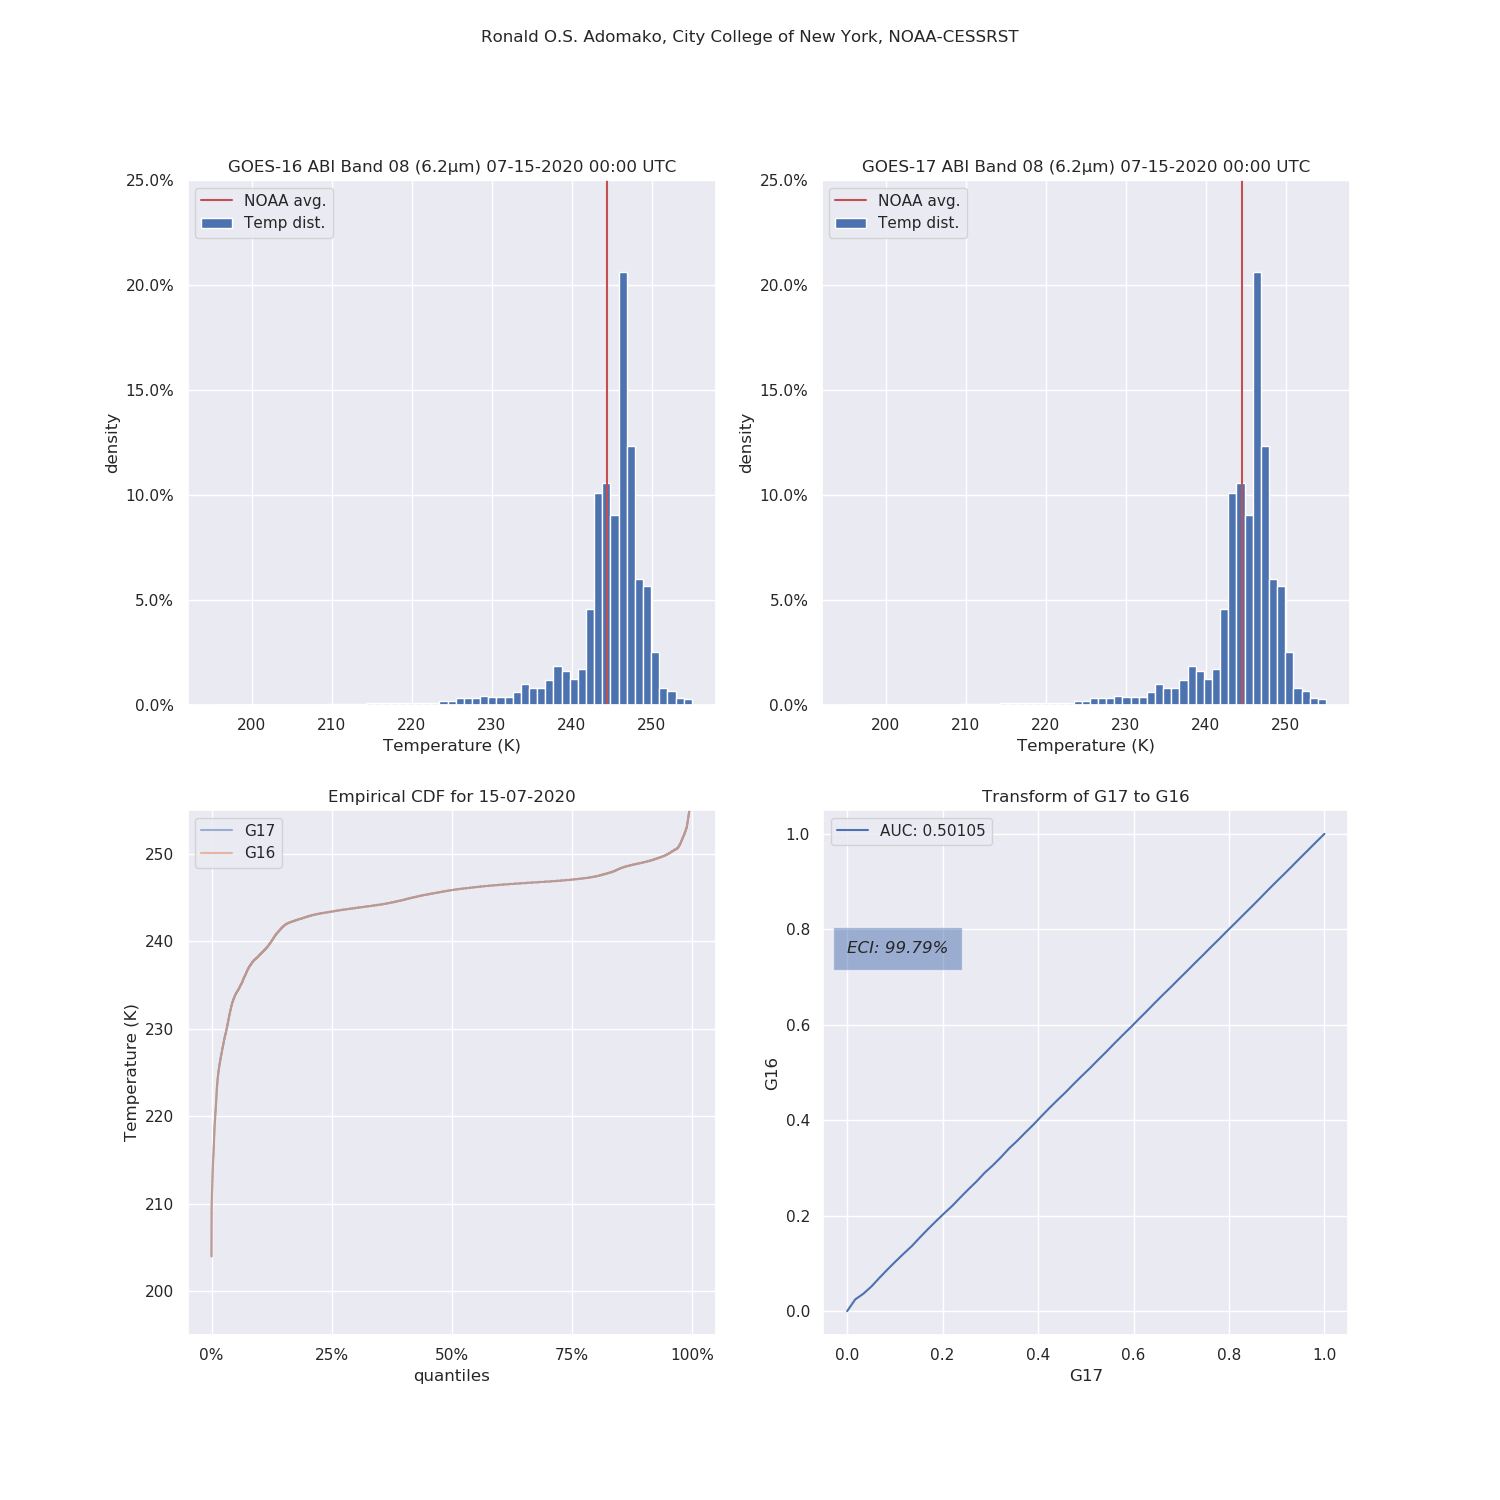 Ronald O.S. Adomako, City College of New York, NOAA-CESSRST
GOES-16 ABI Band 08 (6.2μm) 07-15-2020 00:00 UTC
NOAA avg.
Temp dist.
25.0%
20.0%
15.0%
10.0%
5.0%
0.0%
density
200 210 220 230 240 250
Temperature (K)
GOES-17 ABI Band 08 (6.2μm) 07-15-2020 00:00 UTC
NOAA avg.
Temp dist.
25.0%
20.0%
15.0%
10.0%
5.0%
0.0%
density
200 210 220 230 240 250
Temperature (K)
Empirical CDF for 15-07-2020
G17
G16
250
240
230
220
210
200
Temperature (K)
0% 25% 50% 75% 100%
quantiles
Transform of G17 to G16
AUC: 0.50105
ECI: 99.79%
1.0
0.8
0.6
0.4
0.2
0.0
G16
0.0 0.2 0.4 0.6 0.8 1.0
G17